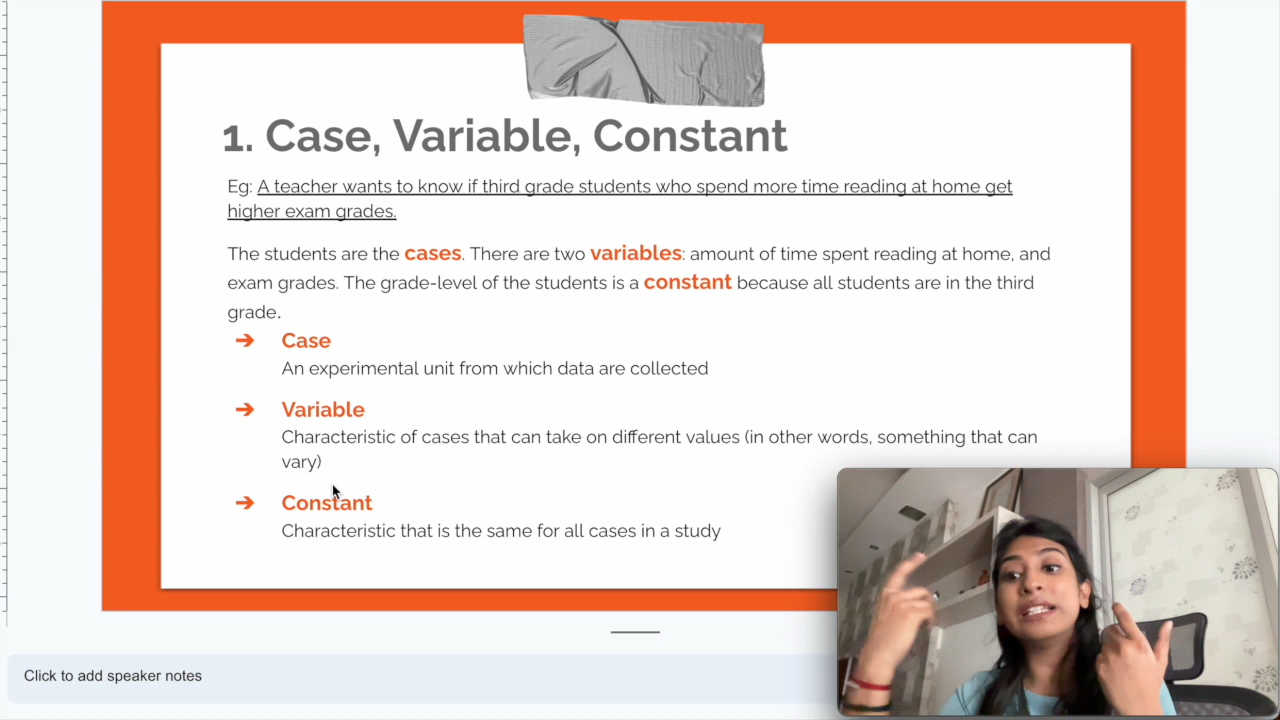 1. Case, Variable, Constant
Eg: A teacher wants to know if third grade students who spend more time reading at home get
higher exam grades.
The students are the cases. There are two variables: amount of time spent reading at home, and
exam grades. The grade-level of the students is a constant because all students are in the third
grade.
➔ Case
An experimental unit from which data are collected
➔ Variable
Characteristic of cases that can take on different values (in other words, something that can
vary)
➔ Constant
Characteristic that is the same for all cases in a study
Click to add speaker notes